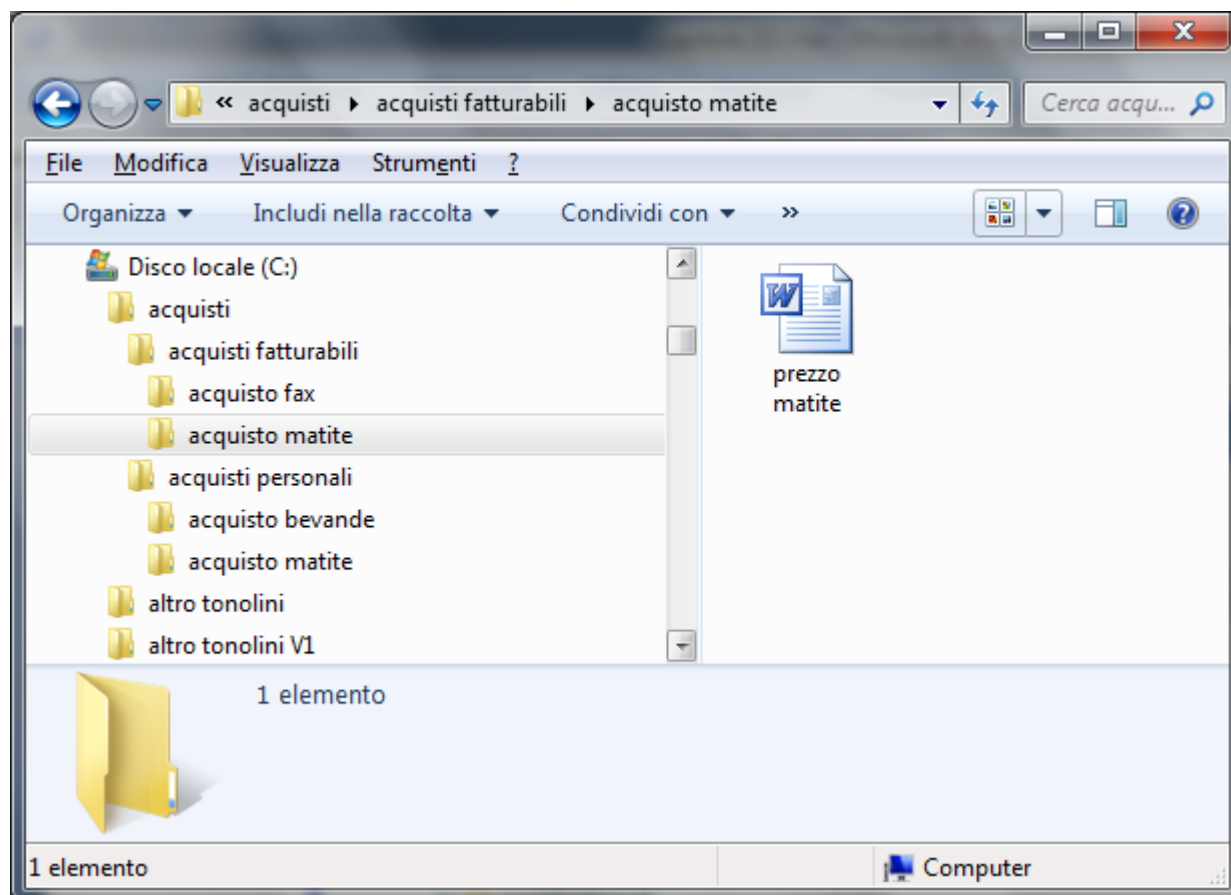 « acquisti ▸ acquisti fatturabili ▸ acquisto matite
Cerca acqu...
File Modifica Visualizza Strumenti ?
Organizza Includi nella raccolta Condividi con »
Disco locale (C:)
acquisti
acquisti fatturabili
acquisto fax
acquisto matite
acquisti personali
acquisto bevande
acquisto matite
altro tonolini
altro tonolini V1
prezzo
matite
1 elemento
1 elemento
Computer